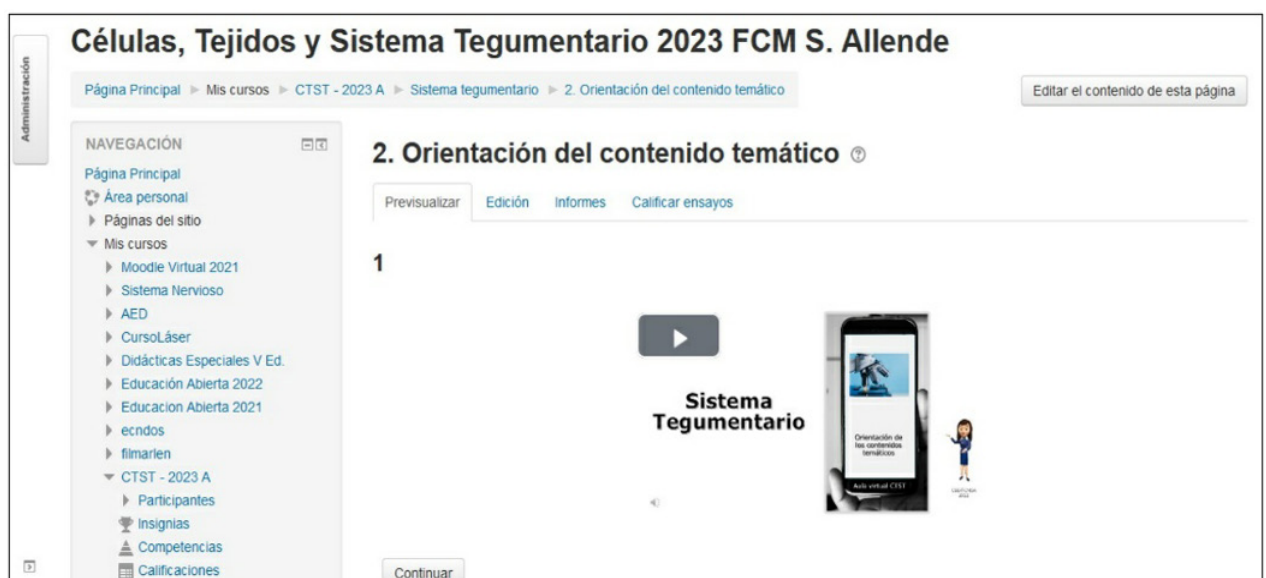 Células, Tejidos y Sistema Tegumentario 2023 FCM S. Allende
Administración
Página Principal Mis cursos CTST - 2023 A Sistema tegumentario 2. Orientación del contenido temático
Editar el contenido de esta página
NAVEGACIÓN
Página Principal
Área personal
Páginas del sitio
Mis cursos
Moodle Virtual 2021
Sistema Nervioso
AED
CursoLáser
Didácticas Especiales V Ed.
Educación Abierta 2022
Educacion Abierta 2021
ecndos
filmarlen
CTST - 2023 A
Participantes
Insignias
Competencias
Calificaciones
2. Orientación del contenido temático
Previsualizar Edición Informes Calificar ensayos
1
Sistema
Tegumentario
Orientación de
los contenidos
temáticos
Aula virtual CTST
2022
Continuar